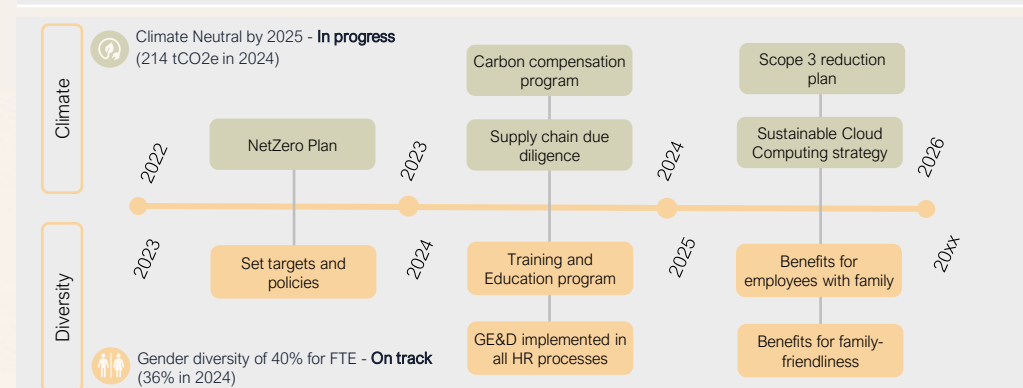 Climate
Climate Neutral by 2025 - In progress
(214 tCO2e in 2024)
Carbon compensation
program
Scope 3 reduction
plan
NetZero Plan
Supply chain due
diligence
Sustainable Cloud
Computing strategy
2022
2023
2024
2026
Diversity
2023
2024
2025
20xx
Set targets and
policies
Training and
Education program
Benefits for
employees with family
GE&D implemented in
all HR processes
Benefits for family-
friendliness
Gender diversity of 40% for FTE - On track
(36% in 2024)